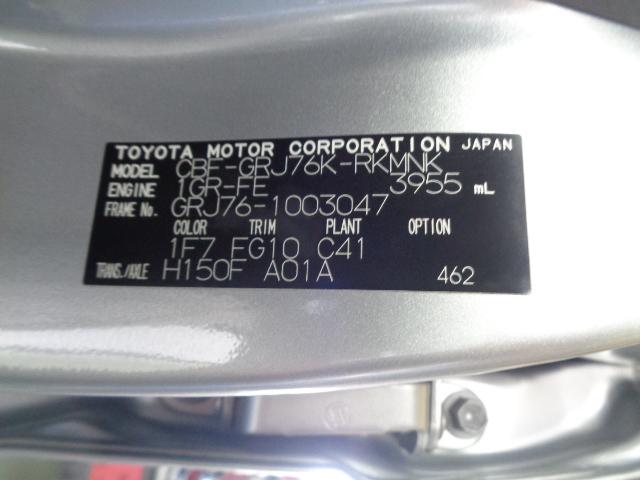 TOYOTA MOTOR CORPORATION JAPAN
MODEL CBF-GRJ76K-RKMNK
ENGINE 1GR-FE 3955 mL
FRAME No. GRJ76-1003047
COLOR TRIM PLANT OPTION
1F7 FG10 C41
TRANS./AXLE H150F A01A 462